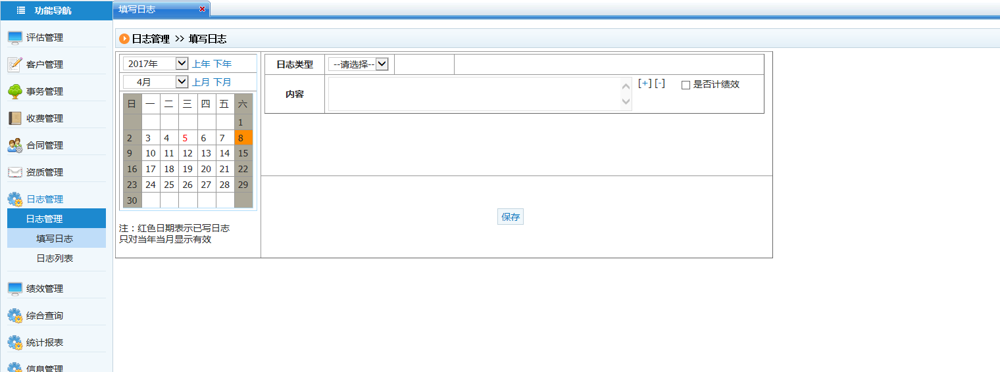 功能导航
填写日志
评估管理
客户管理
事务管理
收费管理
合同管理
资质管理
日志管理
日志管理
填写日志
日志列表
绩效管理
综合查询
统计报表
信息管理
日志管理 >> 填写日志
2017年 上年 下年
4月 上月 下月
日 一 二 三 四 五 六
1
2 3 4 5 6 7 8
9 10 11 12 13 14 15
16 17 18 19 20 21 22
23 24 25 26 27 28 29
30
注：红色日期表示已写日志
只对当年当月显示有效
日志类型 --请选择--
内容 [+] [-] 是否计绩效
保存